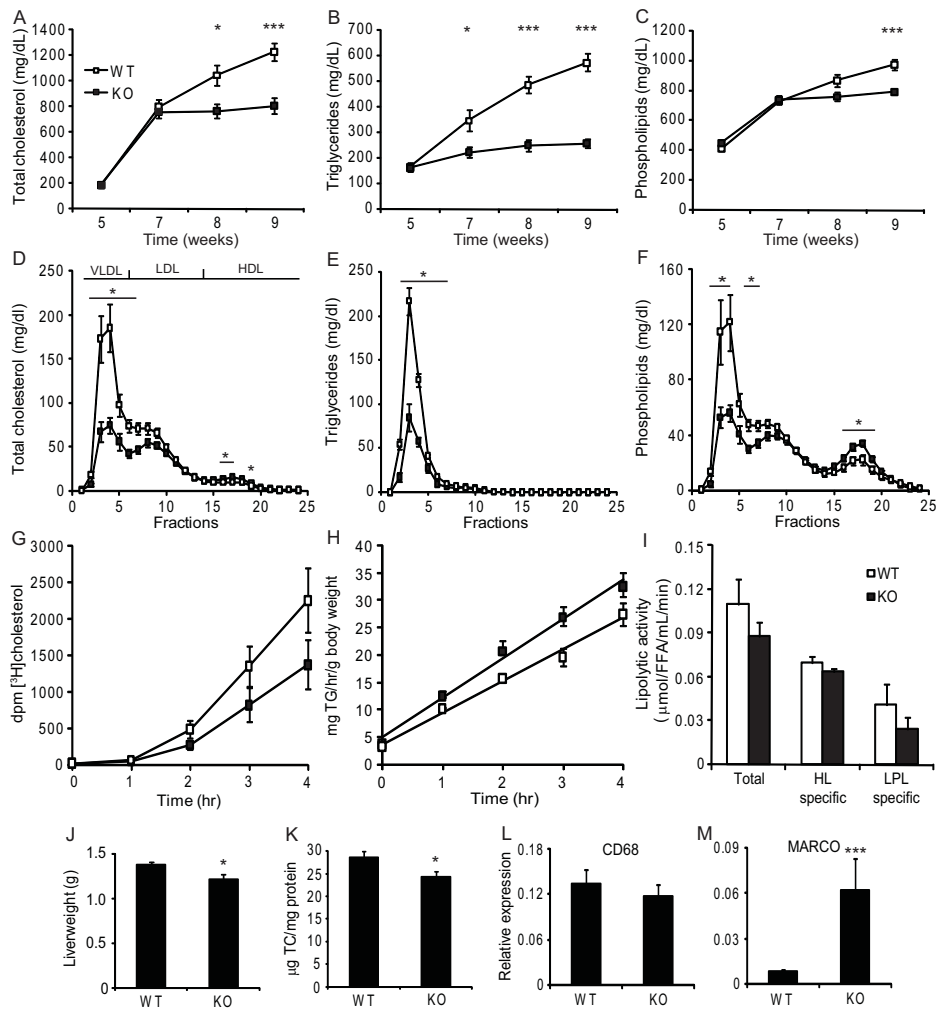 A
Total cholesterol (mg/dL)
1400
1200
1000
800
600
400
200
0
WT
KO
* ***
5 7 8 9
Time (weeks)
B
Triglycerides (mg/dL)
700
600
500
400
300
200
100
0
* *** ***
5 7 8 9
Time (weeks)
C
Phospholipids (mg/dL)
1200
1000
800
600
400
200
0
***
5 7 8 9
Time (weeks)
D
Total cholesterol (mg/dl)
250
200
150
100
50
0
VLDL LDL HDL
*
* *
0 5 10 15 20 25
Fractions
E
Triglycerides (mg/dl)
250
200
150
100
50
0
*
0 5 10 15 20 25
Fractions
F
Phospholipids (mg/dl)
160
120
80
40
0
* *
*
0 5 10 15 20 25
Fractions
G
dpm [³H]cholesterol
3000
2500
2000
1500
1000
500
0
0 1 2 3 4
Time (hr)
H
mg TG/hr/g body weight
40
35
30
25
20
15
10
5
0
0 1 2 3 4
Time (hr)
I
Lipolytic activity
(µmol/FFA/mL/min)
0.15
0.12
0.09
0.06
0.03
0
WT
KO
Total HL LPL
specific specific
J
Liverweight (g)
1.5
1.0
0.5
0
*
WT KO
K
µg TC/mg protein
30
25
20
15
10
5
0
*
WT KO
L
Relative expression
CD68
0.18
0.12
0.06
0.00
WT KO
M
MARCO
***
0.09
0.06
0.03
0
WT KO